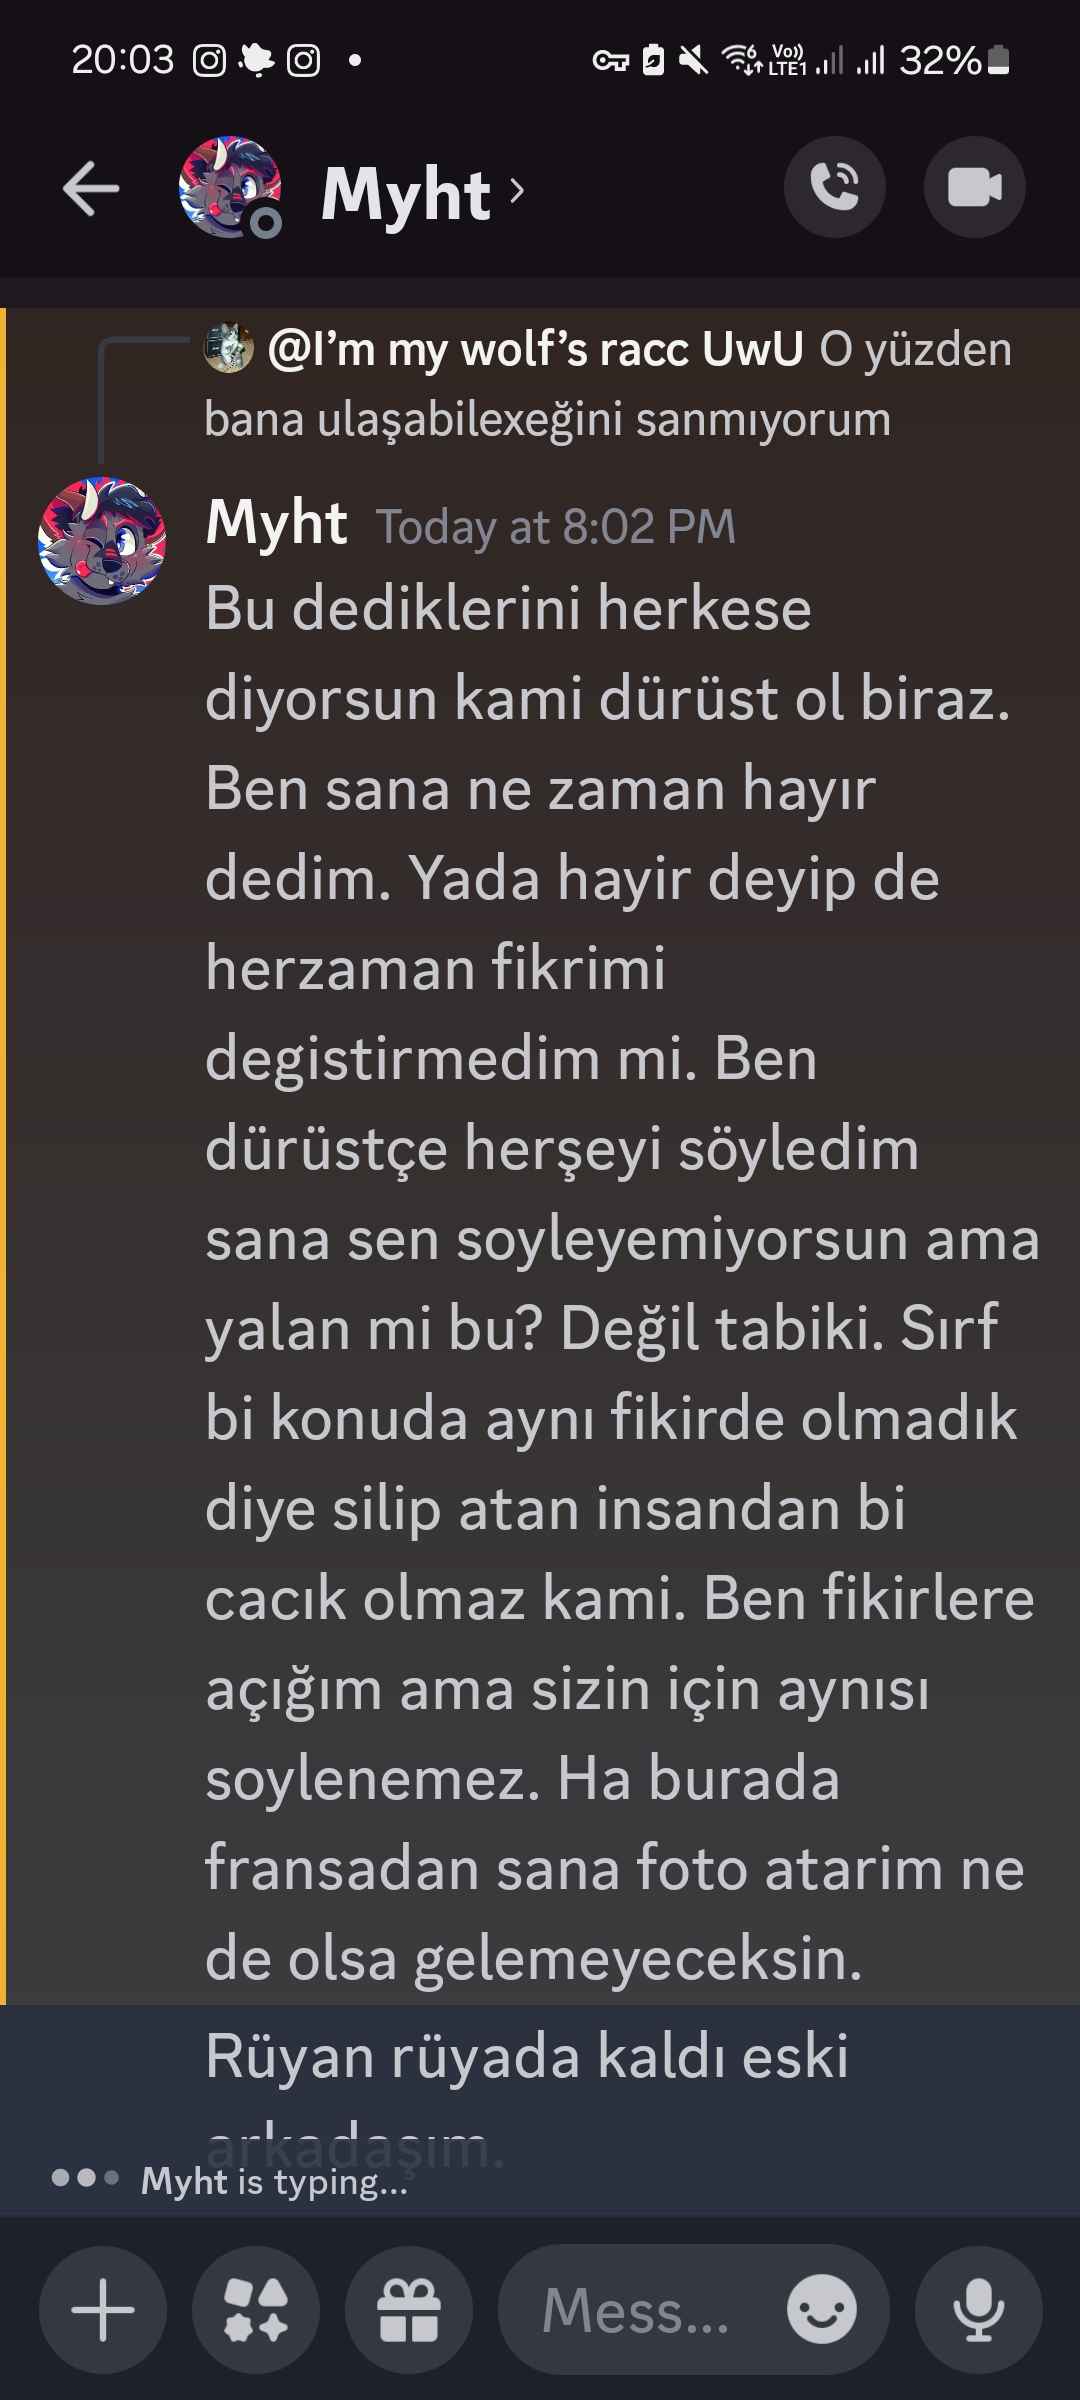 20:03
Vo)) LTE1
32%
Myht
@I'm my wolf's racc UwU O yüzden
bana ulaşabilexeğini sanmıyorum
Myht Today at 8:02 PM
Bu dediklerini herkese
diyorsun kami dürüst ol biraz.
Ben sana ne zaman hayır
dedim. Yada hayir deyip de
herzaman fikrimi
degistirmedim mi. Ben
dürüstçe herşeyi söyledim
sana sen soyleyemiyorsun ama
yalan mi bu? Değil tabiki. Sırf
bi konuda aynı fikirde olmadık
diye silip atan insandan bi
cacık olmaz kami. Ben fikirlere
açığım ama sizin için aynısı
soylenemez. Ha burada
fransadan sana foto atarim ne
de olsa gelemeyeceksin.
Rüyan rüyada kaldı eski
arkadaşım.
Myht is typing...
Mess...